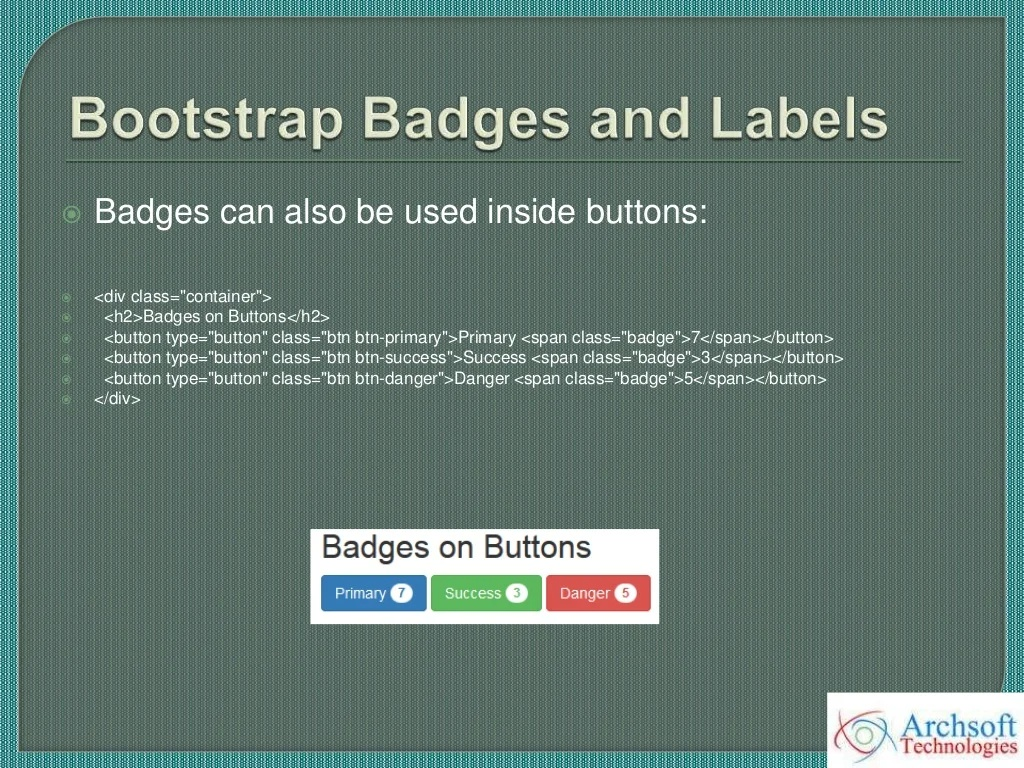 Bootstrap Badges and Labels
Badges can also be used inside buttons:
<div class="container">
<h2>Badges on Buttons</h2>
<button type="button" class="btn btn-primary">Primary <span class="badge">7</span></button>
<button type="button" class="btn btn-success">Success <span class="badge">3</span></button>
<button type="button" class="btn btn-danger">Danger <span class="badge">5</span></button>
</div>
Badges on Buttons
Primary 7 Success 3 Danger 5
Archsoft
Technologies